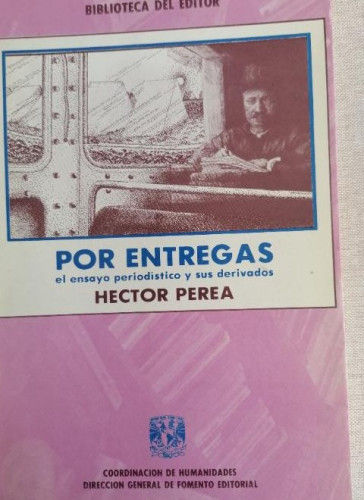 BIBLIOTECA DEL EDITOR
POR ENTREGAS
el ensayo periodístico y sus derivados
HECTOR PEREA
COORDINACION DE HUMANIDADES
DIRECCION GENERAL DE FOMENTO EDITORIAL